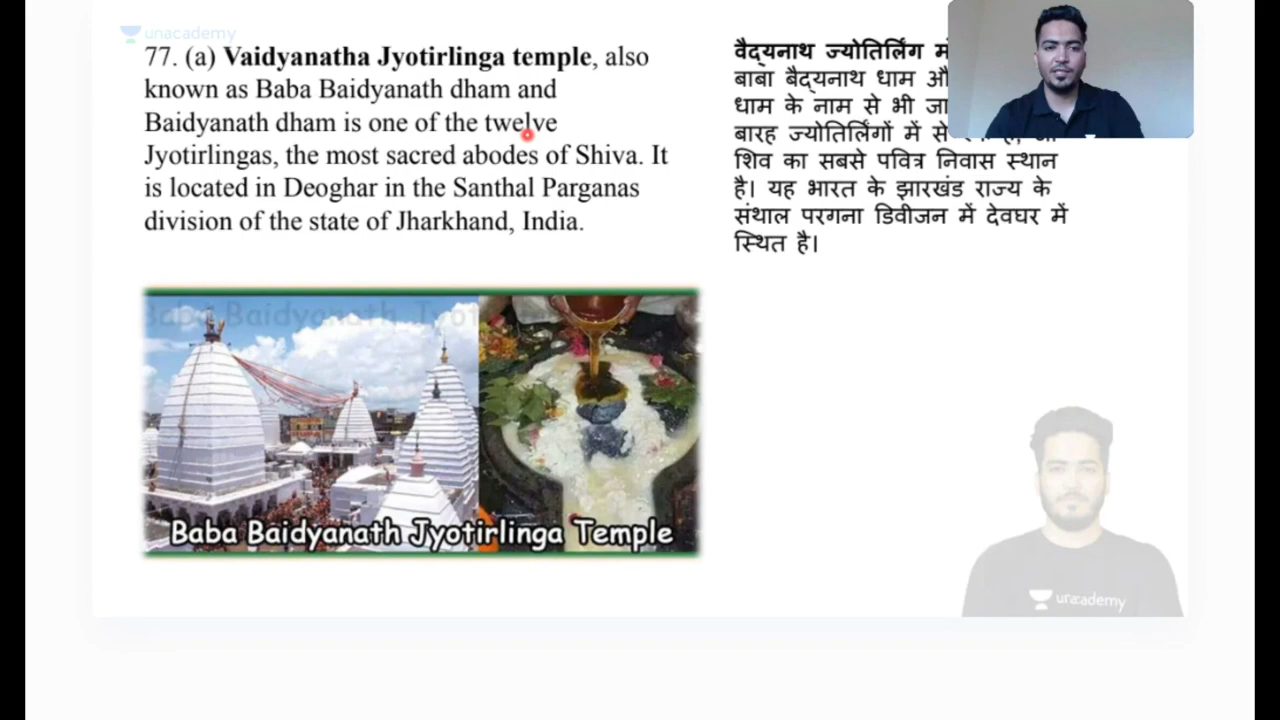 unacademy
77. (a) Vaidyanatha Jyotirlinga temple, also
known as Baba Baidyanath dham and
Baidyanath dham is one of the twelve
Jyotirlingas, the most sacred abodes of Shiva. It
is located in Deoghar in the Santhal Parganas
division of the state of Jharkhand, India.
वैद्यनाथ ज्योतिर्लिंग
बाबा बैद्यनाथ धाम
धाम के नाम से भी
बारह ज्योतिर्लिंगों में से
शिव का सबसे पवित्र निवास स्थान
है। यह भारत के झारखंड राज्य के
संथाल परगना डिवीजन में देवघर में
स्थित है।
Baba Baidyanath
Baba Baidyanath Jyotirlinga Temple
unacademy